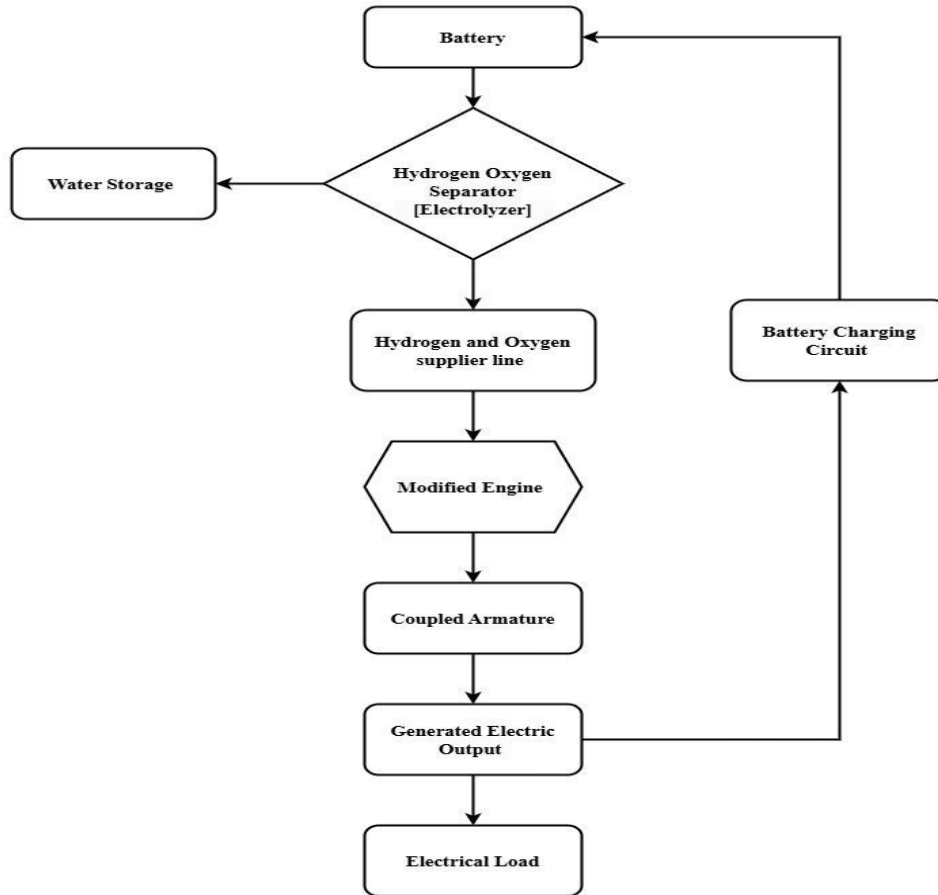 Battery
Water Storage
Hydrogen Oxygen
Separator
[Electrolyzer]
Hydrogen and Oxygen
supplier line
Battery Charging
Circuit
Modified Engine
Coupled Armature
Generated Electric
Output
Electrical Load